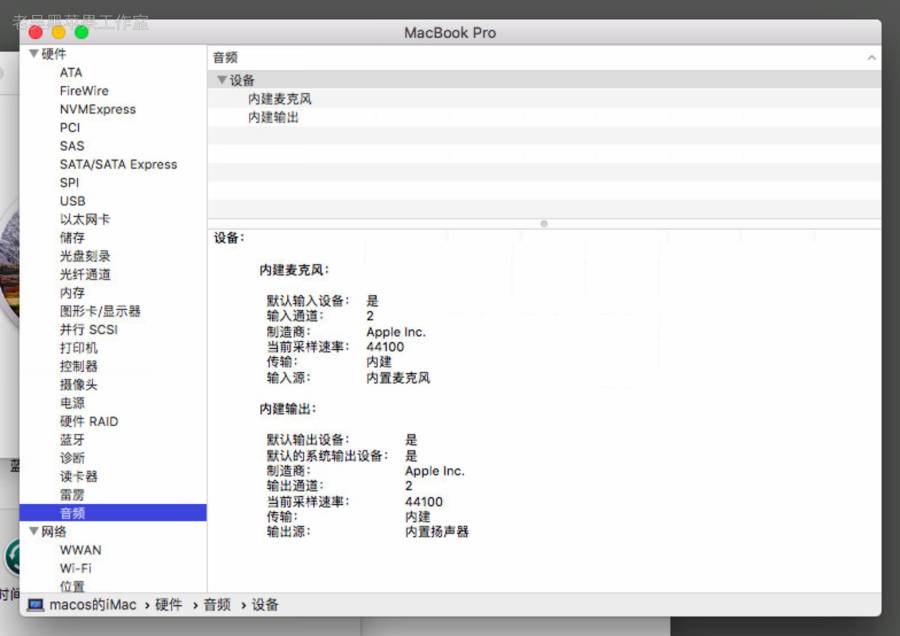 老吴黑苹果工作室
MacBook Pro
硬件
ATA
FireWire
NVMExpress
PCI
SAS
SATA/SATA Express
SPI
USB
以太网卡
储存
光盘刻录
光纤通道
内存
图形卡/显示器
并行 SCSI
打印机
控制器
摄像头
电源
硬件 RAID
蓝牙
诊断
读卡器
雷雳
音频
网络
WWAN
Wi-Fi
位置
音频
设备
内建麦克风
内建输出
设备：
内建麦克风：
默认输入设备： 是
输入通道： 2
制造商： Apple Inc.
当前采样速率： 44100
传输： 内建
输入源： 内置麦克风
内建输出：
默认输出设备： 是
默认的系统输出设备： 是
制造商： Apple Inc.
输出通道： 2
当前采样速率： 44100
传输： 内建
输出源： 内置扬声器
macos的iMac › 硬件 › 音频 › 设备
蓝
时间